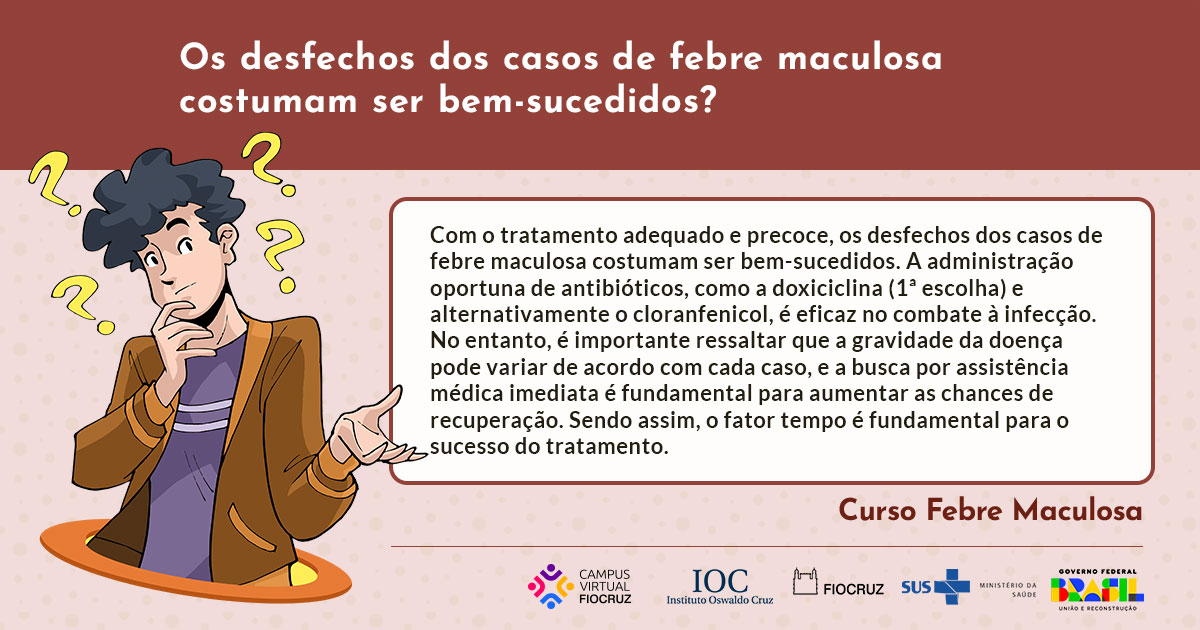 Os desfechos dos casos de febre maculosa
costumam ser bem-sucedidos?
? ? ? ?
Com o tratamento adequado e precoce, os desfechos dos casos de
febre maculosa costumam ser bem-sucedidos. A administração
oportuna de antibióticos, como a doxiciclina (1ª escolha) e
alternativamente o cloranfenicol, é eficaz no combate à infecção.
No entanto, é importante ressaltar que a gravidade da doença
pode variar de acordo com cada caso, e a busca por assistência
médica imediata é fundamental para aumentar as chances de
recuperação. Sendo assim, o fator tempo é fundamental para o
sucesso do tratamento.
Curso Febre Maculosa
CAMPUS
VIRTUAL
FIOCRUZ
IOC
Instituto Oswaldo Cruz
FIOCRUZ
SUS
MINISTÉRIO DA
SAÚDE
GOVERNO FEDERAL
BRASIL
UNIÃO E RECONSTRUÇÃO